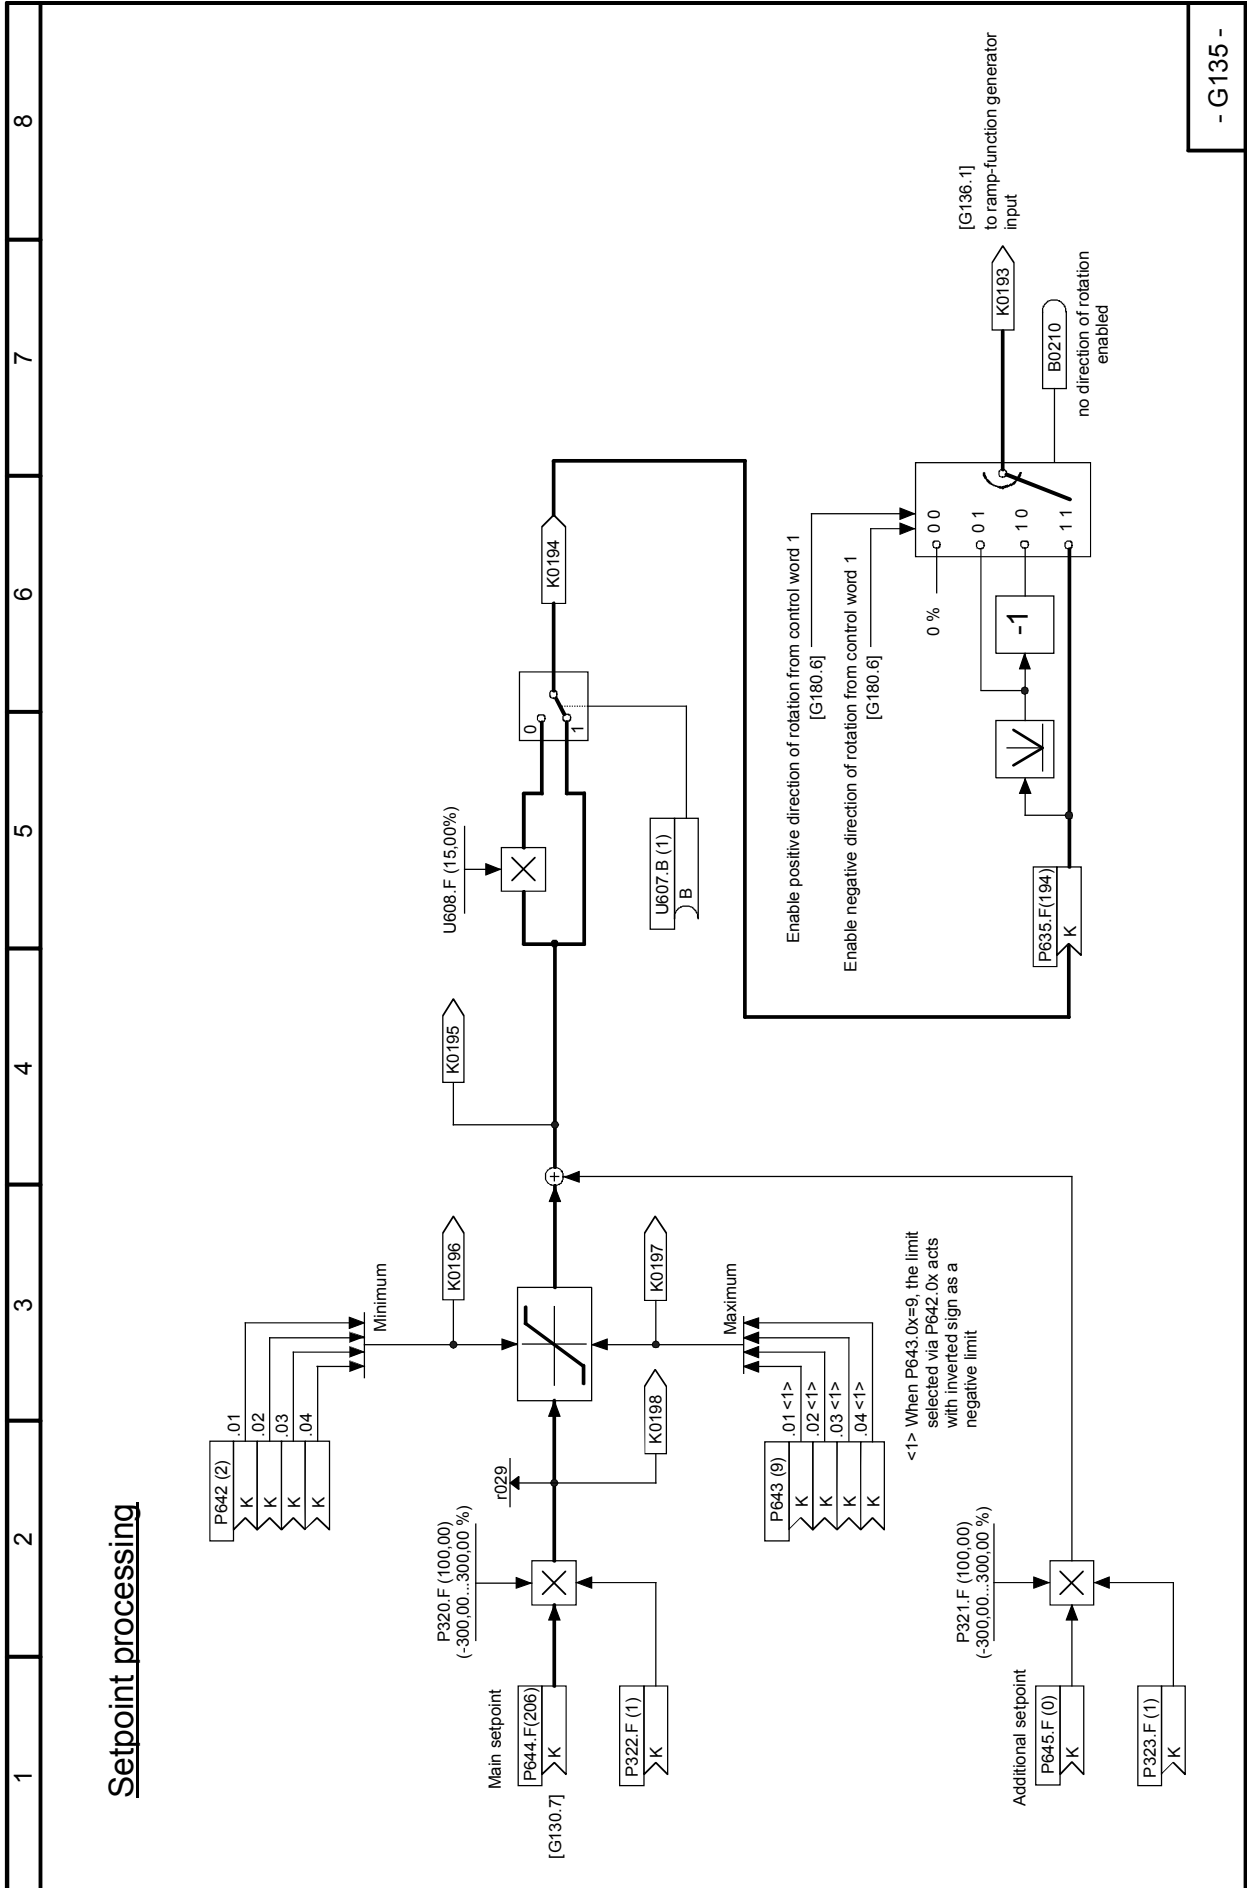 1
2
3
4
5
6
7
8
Setpoint processing
P642 (2)
K
K
K
K
.01
.02
.03
.04
Minimum
K0196
Main setpoint
P644.F(206)
K
[G130.7]
P320.F (100,00)
(-300,00...300,00 %)
P322.F (1)
K
r029
K0198
K0197
Maximum
P643 (9)
K
K
K
K
.01 <1>
.02 <1>
.03 <1>
.04 <1>
<1> When P643.0x=9, the limit
selected via P642.0x acts
with inverted sign as a
negative limit
K0195
U608.F (15,00%)
0
1
U607.B (1)
B
K0194
Additional setpoint
P645.F (0)
K
P321.F (100,00)
(-300,00...300,00 %)
P323.F (1)
K
Enable positive direction of rotation from control word 1
[G180.6]
Enable negative direction of rotation from control word 1
[G180.6]
P635.F(194)
K
-1
0 %
0 0
0 1
1 0
1 1
K0193
[G136.1]
to ramp-function generator
input
B0210
no direction of rotation
enabled
- G135 -